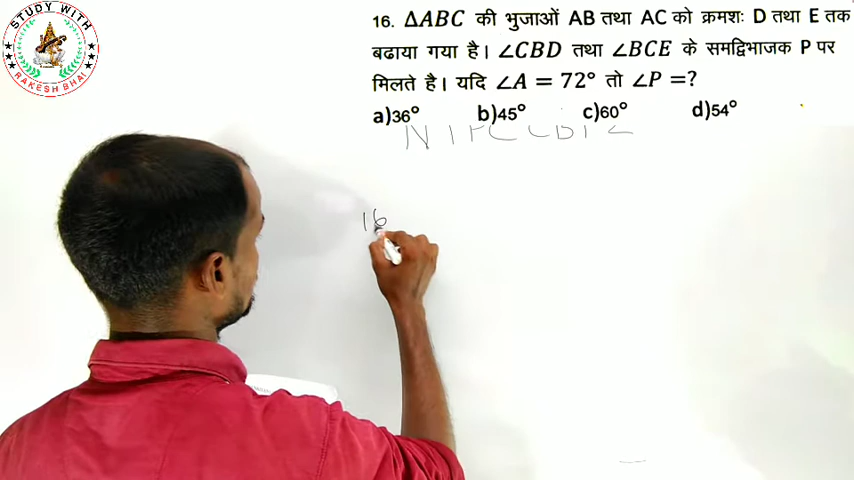 STUDY WITH
RAKESH BHAI
16. ΔABC की भुजाओं AB तथा AC को क्रमशः D तथा E तक
बढाया गया है। ∠CBD तथा ∠BCE के समद्विभाजक P पर
मिलते है। यदि ∠A = 72° तो ∠P =?
a)36° b)45° c)60° d)54°
16